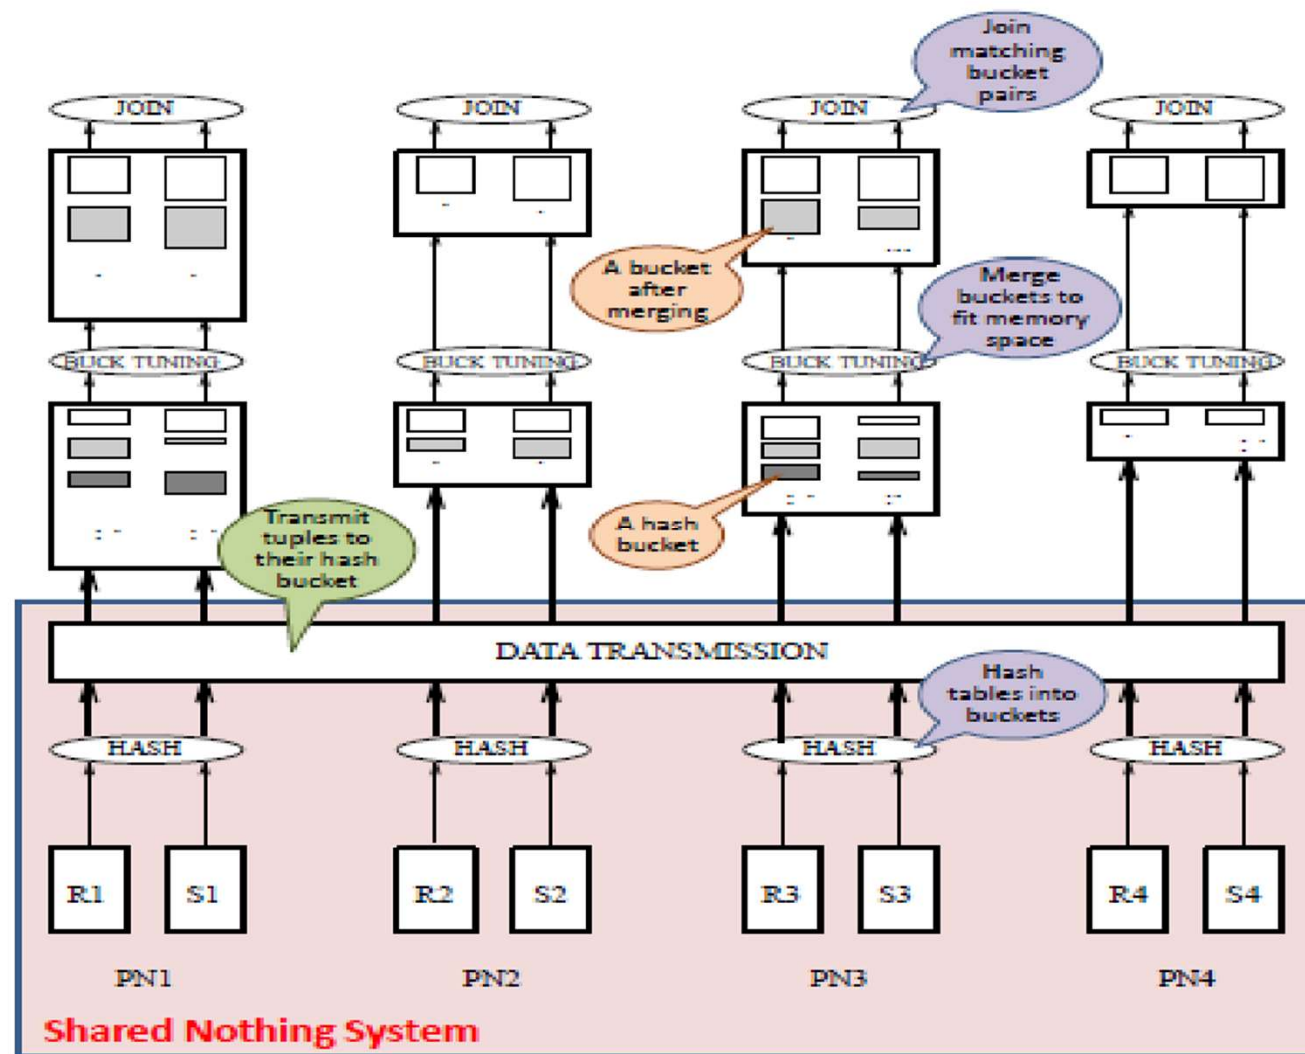 Join
matching
bucket
pairs
JOIN
JOIN
JOIN
JOIN
A bucket
after
merging
Merge
buckets to
fit memory
space
BUCK TUNING
BUCK TUNING
BUCK TUNING
BUCK TUNING
Transmit
tuples to
their hash
bucket
A hash
bucket
DATA TRANSMISSION
Hash
tables into
buckets
HASH
HASH
HASH
HASH
R1 S1 R2 S2 R3 S3 R4 S4
PN1 PN2 PN3 PN4
Shared Nothing System